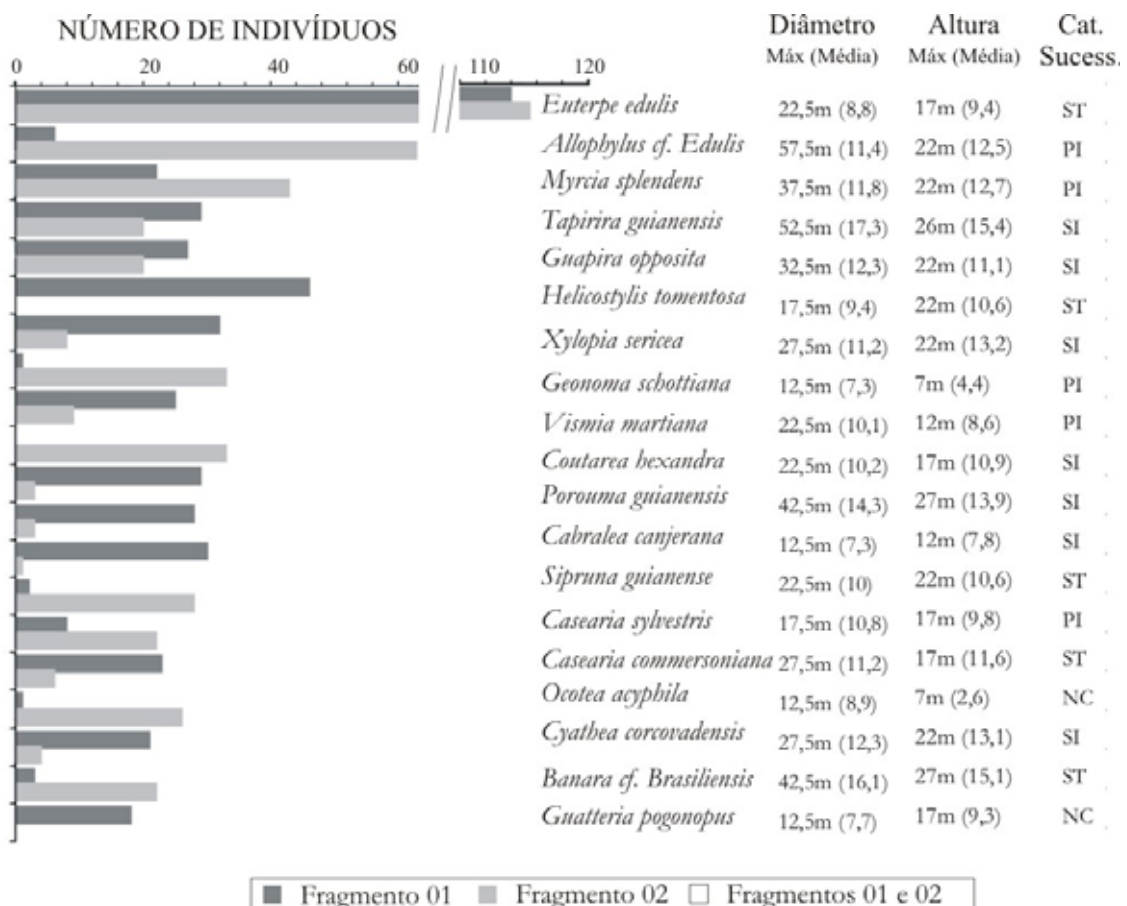 NÚMERO DE INDIVÍDUOS Diâmetro Altura Cat.
Máx (Média) Máx (Média) Sucess.
0 20 40 60 110 120
Euterpe edulis 22,5m (8,8) 17m (9,4) ST
Allophylus cf. Edulis 57,5m (11,4) 22m (12,5) PI
Myrcia splendens 37,5m (11,8) 22m (12,7) PI
Tapirira guianensis 52,5m (17,3) 26m (15,4) SI
Guapira opposita 32,5m (12,3) 22m (11,1) SI
Helicostylis tomentosa 17,5m (9,4) 22m (10,6) ST
Xylopia sericea 27,5m (11,2) 22m (13,2) SI
Geonoma schottiana 12,5m (7,3) 7m (4,4) PI
Vismia martiana 22,5m (10,1) 12m (8,6) PI
Coutarea hexandra 22,5m (10,2) 17m (10,9) SI
Porouma guianensis 42,5m (14,3) 27m (13,9) SI
Cabralea canjerana 12,5m (7,3) 12m (7,8) SI
Sipruna guianense 22,5m (10) 22m (10,6) ST
Casearia sylvestris 17,5m (10,8) 17m (9,8) PI
Casearia commersoniana 27,5m (11,2) 17m (11,6) ST
Ocotea acyphila 12,5m (8,9) 7m (2,6) NC
Cyathea corcovadensis 27,5m (12,3) 22m (13,1) SI
Banara cf. Brasiliensis 42,5m (16,1) 27m (15,1) ST
Guatteria pogonopus 12,5m (7,7) 17m (9,3) NC
Fragmento 01 Fragmento 02 Fragmentos 01 e 02